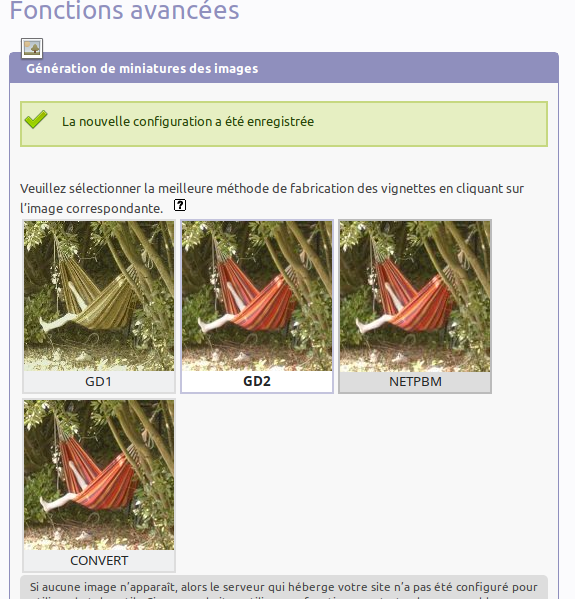 Fonctions avancées
Génération de miniatures des images
La nouvelle configuration a été enregistrée
Veuillez sélectionner la meilleure méthode de fabrication des vignettes en cliquant sur
l'image correspondante. ?
GD1
GD2
NETPBM
CONVERT
Si aucune image n'apparaît, alors le serveur qui héberge votre site n'a pas été configuré pour